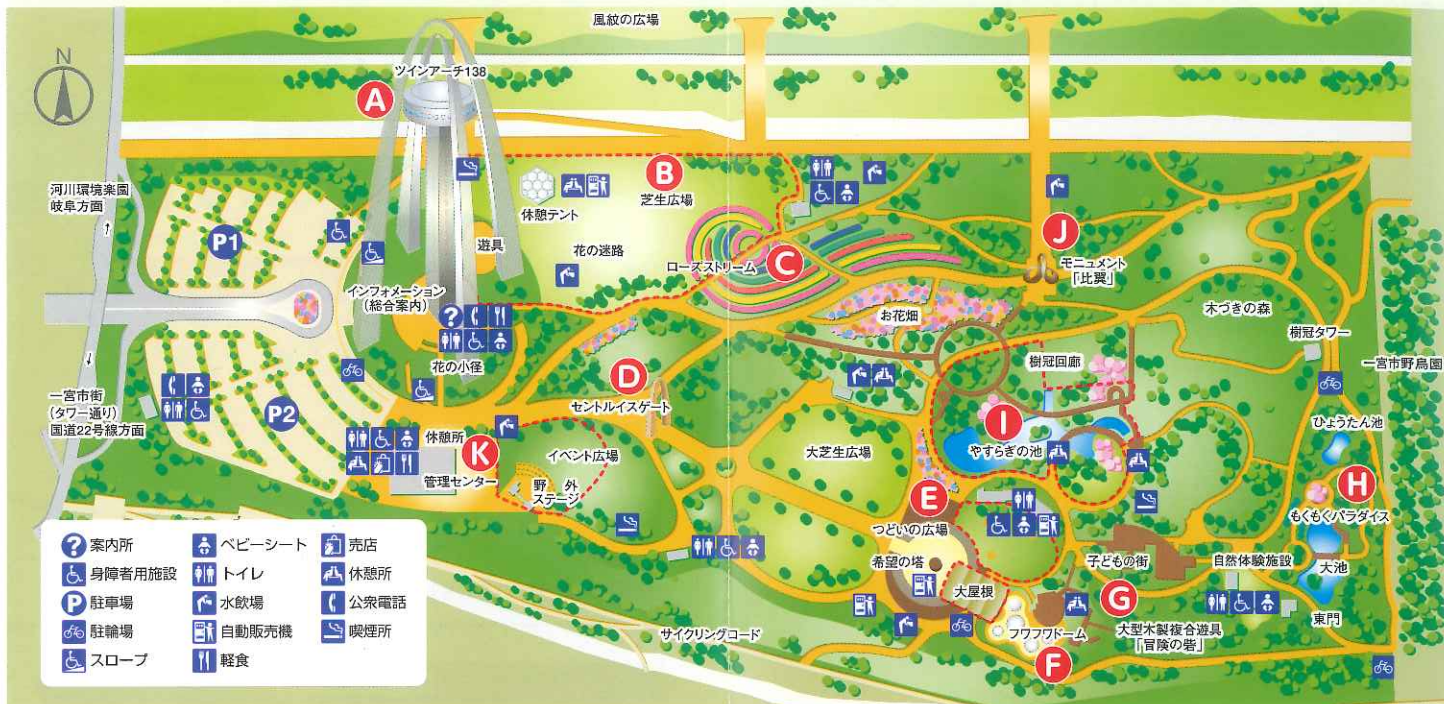 風紋の広場
N
ツインアーチ138
A
河川環境楽園
岐阜方面
B
芝生広場
休憩テント
P1
遊具
花の迷路
ローズストリーム
C
J
モニュメント
「比翼」
インフォメーション
(総合案内)
?
お花畑
木づきの森
樹冠タワー
一宮市野鳥園
花の小径
D
セントルイスゲート
樹冠回廊
一宮市街
(タワー通り)
国道22号線方面
P2
I
やすらぎの池
ひょうたん池
休憩所
K
管理センター
イベント広場
野外
ステージ
大芝生広場
E
つどいの広場
H
もくもくパラダイス
希望の塔
大屋根
子どもの街
自然体験施設
大池
G
大型木製複合遊具
「冒険の砦」
東門
サイクリングコード
フワフワドーム
F
? 案内所
身障者用施設
P 駐車場
駐輪場
スロープ
ベビーシート
トイレ
水飲場
自動販売機
軽食
売店
休憩所
公衆電話
喫煙所